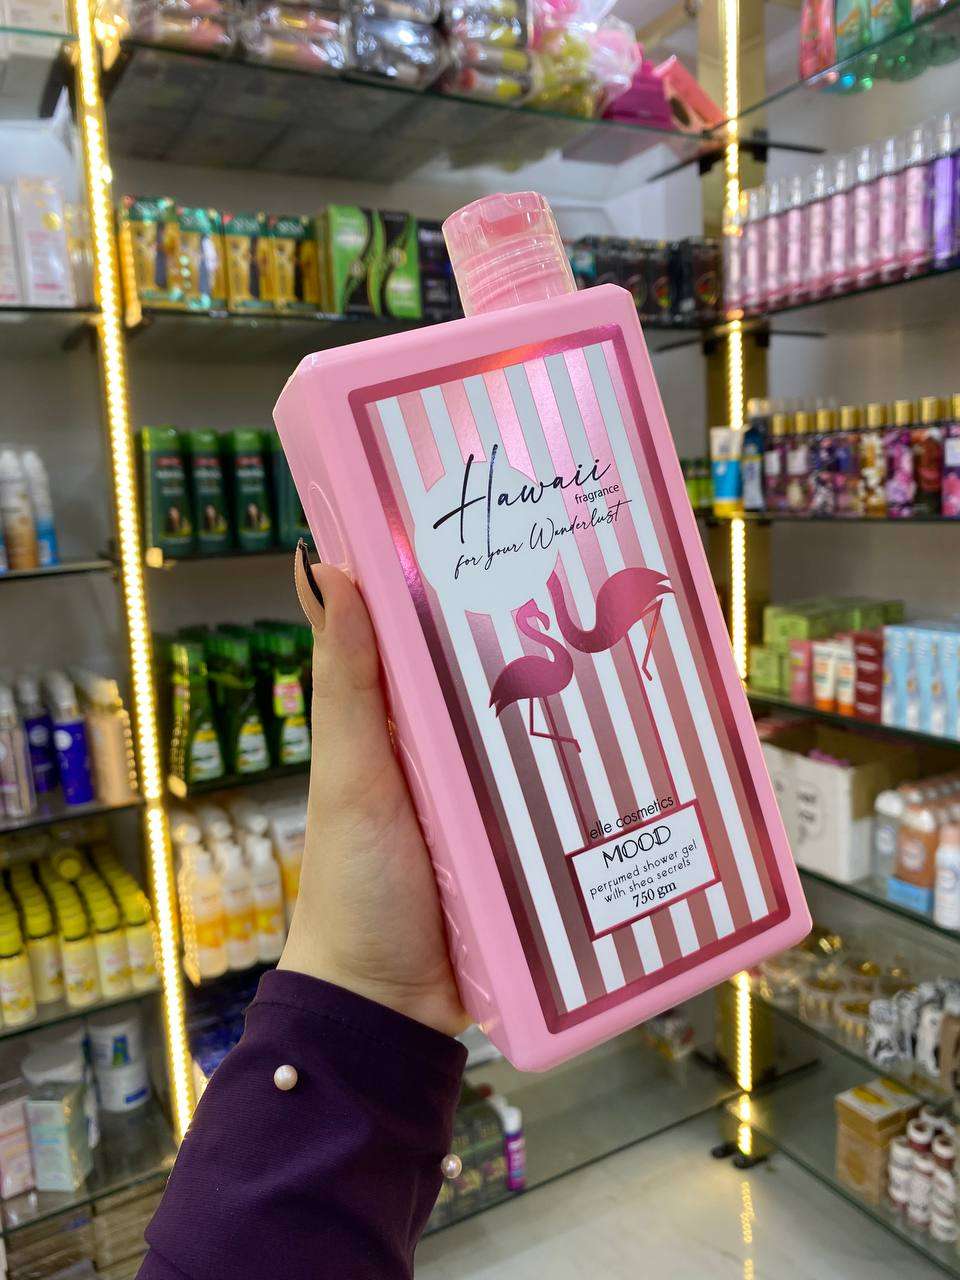 Hawaii
fragrance
for your Wanderlust
elle cosmetics
MOOD
perfumed shower gel
with shea secrets
750 gm